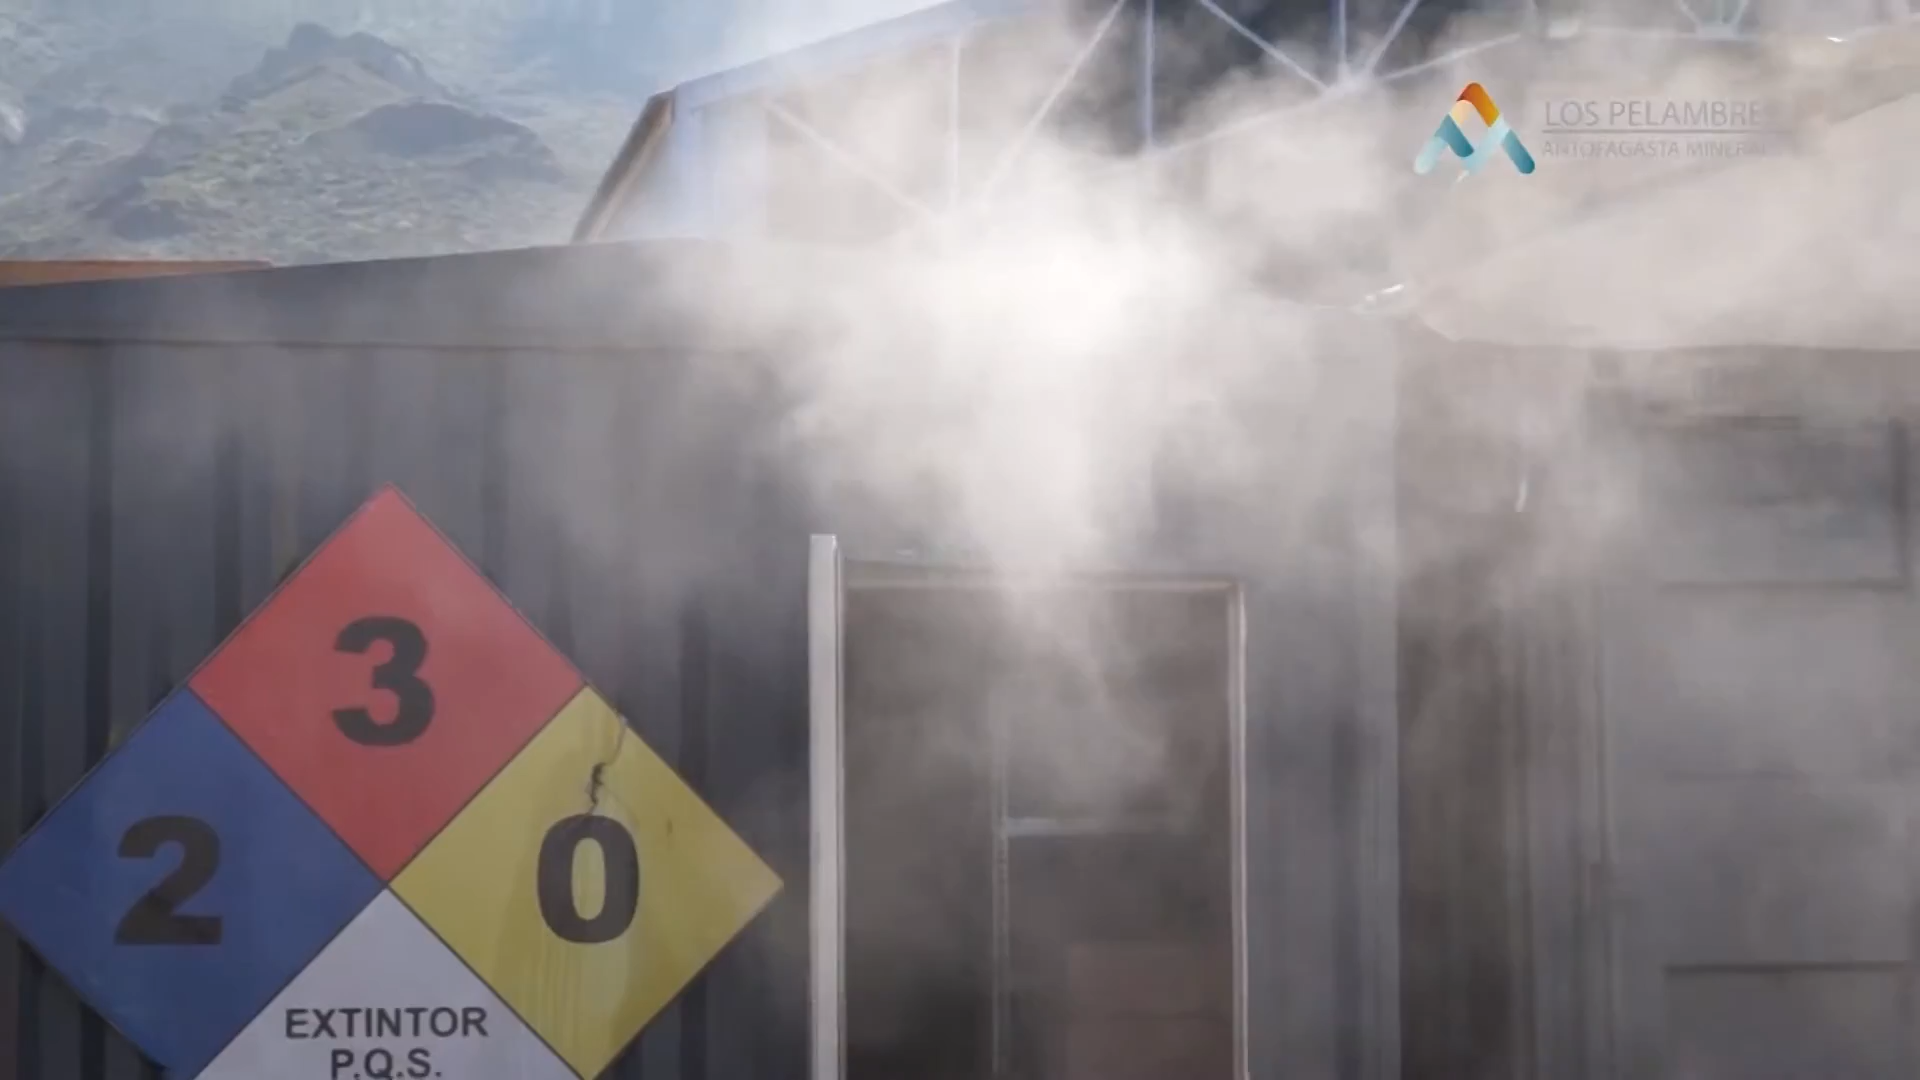 LOS PELAMBRES
ANTOFAGASTA MINERALS
3
2
0
EXTINTOR
P.Q.S.